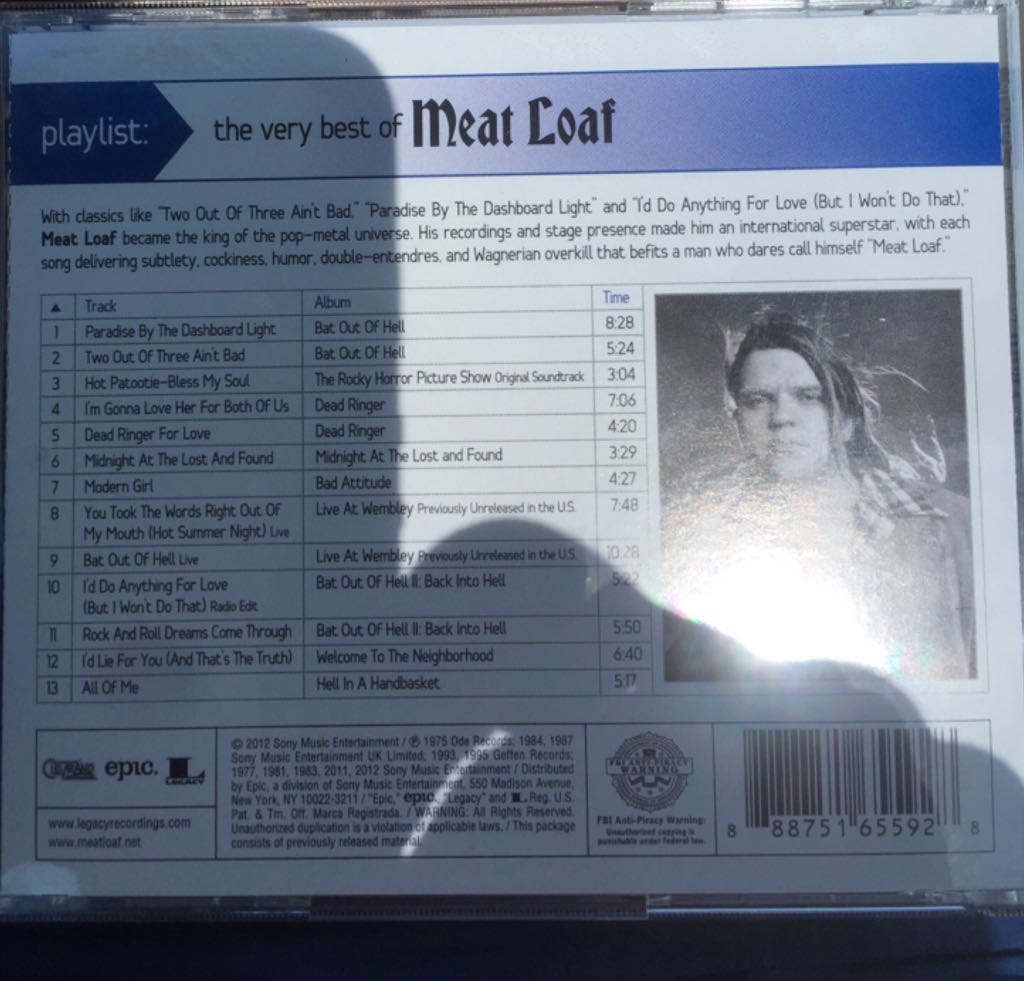 playlist: the very best of Meat Loaf
With classics like "Two Out Of Three Ain't Bad," "Paradise By The Dashboard Light" and "I'd Do Anything For Love (But I Won't Do That),"
Meat Loaf became the king of the pop-metal universe. His recordings and stage presence made him an international superstar, with each
song delivering subtlety, cockiness, humor, double-entendres, and Wagnerian overkill that befits a man who dares call himself "Meat Loaf."
▲ Track Album Time
1 Paradise By The Dashboard Light Bat Out Of Hell 8:28
2 Two Out Of Three Ain't Bad Bat Out Of Hell 5:24
3 Hot Patootie-Bless My Soul The Rocky Horror Picture Show Original Soundtrack 3:04
4 I'm Gonna Love Her For Both Of Us Dead Ringer 7:06
5 Dead Ringer For Love Dead Ringer 4:20
6 Midnight At The Lost And Found Midnight At The Lost and Found 3:29
7 Modern Girl Bad Attitude 4:27
8 You Took The Words Right Out Of Live At Wembley Previously Unreleased in the U.S. 7:48
My Mouth (Hot Summer Night) Live
9 Bat Out Of Hell Live Live At Wembley Previously Unreleased in the U.S. 10:28
10 I'd Do Anything For Love Bat Out Of Hell II: Back Into Hell 5:22
(But I Won't Do That) Radio Edit
11 Rock And Roll Dreams Come Through Bat Out Of Hell II: Back Into Hell 5:50
12 I'd Lie For You (And That's The Truth) Welcome To The Neighborhood 6:40
13 All Of Me Hell In A Handbasket 5:17
epic. LEGACY
www.legacyrecordings.com
www.meatloaf.net
© 2012 Sony Music Entertainment / ℗ 1975 Ode Records; 1984, 1987
Sony Music Entertainment UK Limited; 1993, 1995 Geffen Records;
1977, 1981, 1983, 2011, 2012 Sony Music Entertainment / Distributed
by Epic, a division of Sony Music Entertainment, 550 Madison Avenue,
New York, NY 10022-3211 / "Epic," epic. "Legacy" and L Reg. U.S.
Pat. & Tm. Off. Marca Registrada. / WARNING: All Rights Reserved.
Unauthorized duplication is a violation of applicable laws. / This package
consists of previously released material.
FBI ANTI-PIRACY
WARNING
FBI Anti-Piracy Warning:
Unauthorized copying is
punishable under federal law.
8 88751 65592 8